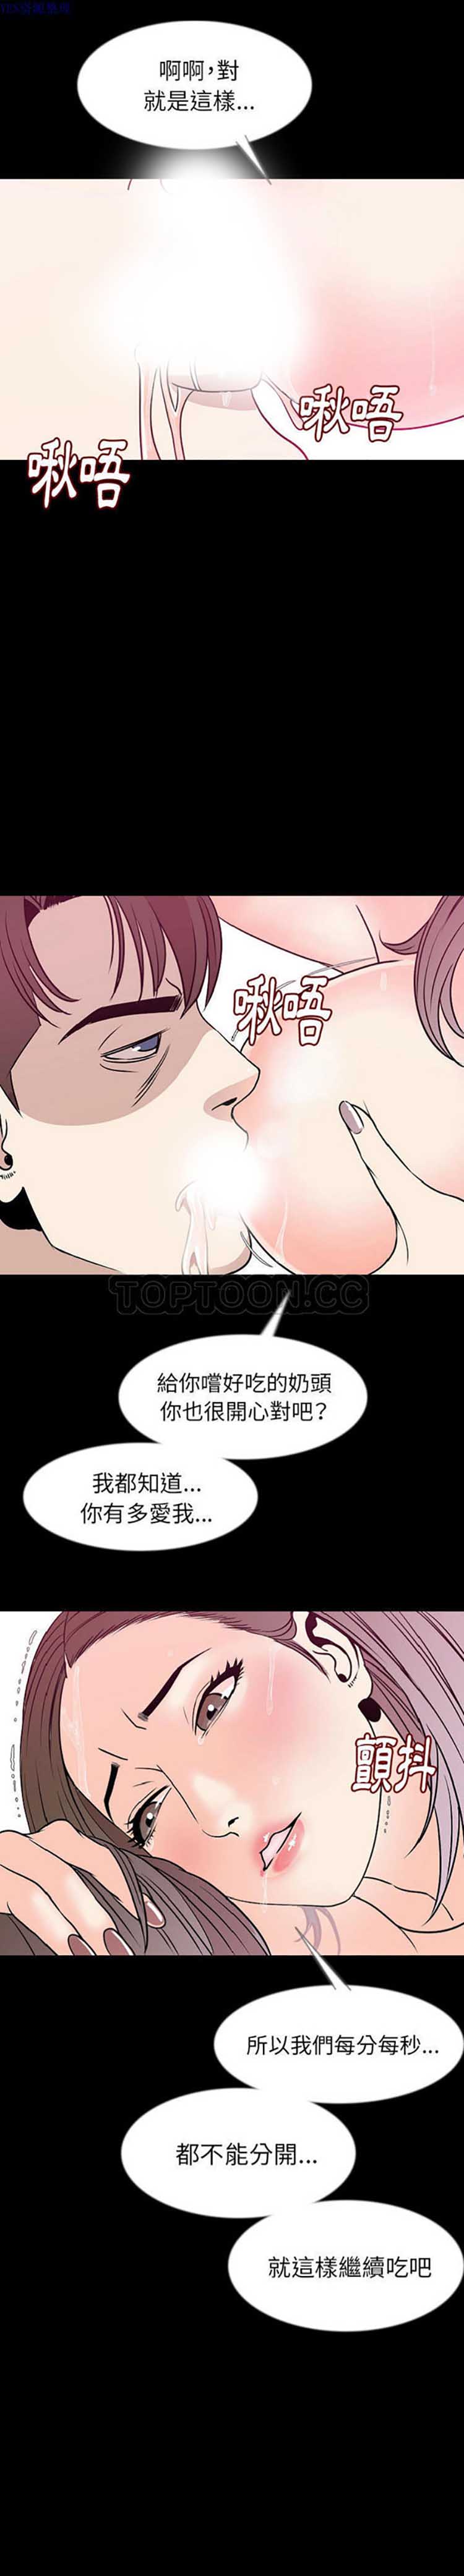 啊啊，對
就是這樣...
啾唔
啾唔
啾唔
TOPTOON.CC
給你嚐好吃的奶頭
你也很開心對吧？
我都知道...
你有多愛我...
顫抖
所以我們每分每秒...
都不能分開...
就這樣繼續吃吧